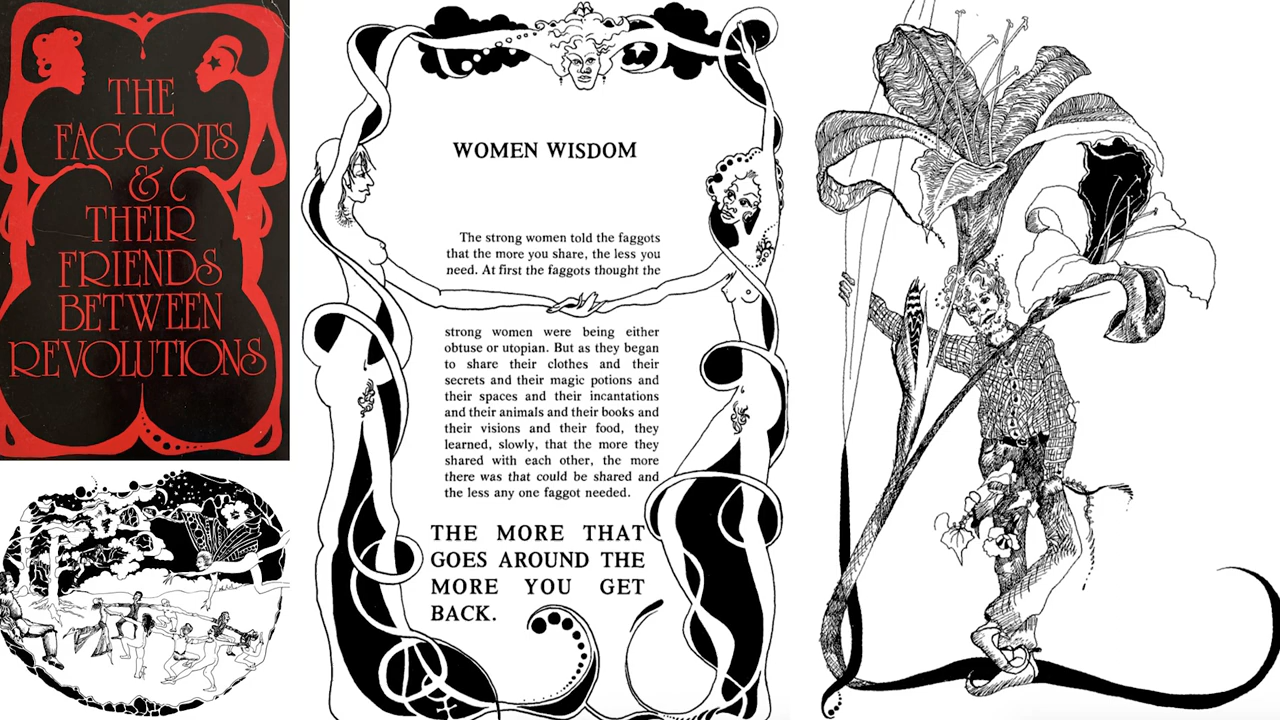 THE
FAGGOTS
&
THEIR
FRIENDS
BETWEEN
REVOLUTIONS
WOMEN WISDOM
The strong women told the faggots
that the more you share, the less you
need. At first the faggots thought the
strong women were being either
obtuse or utopian. But as they began
to share their clothes and their
secrets and their magic potions and
their spaces and their incantations
and their animals and their books and
their visions and their food, they
learned, slowly, that the more they
shared with each other, the more
there was that could be shared and
the less any one faggot needed.
THE MORE THAT
GOES AROUND THE
MORE YOU GET
BACK.